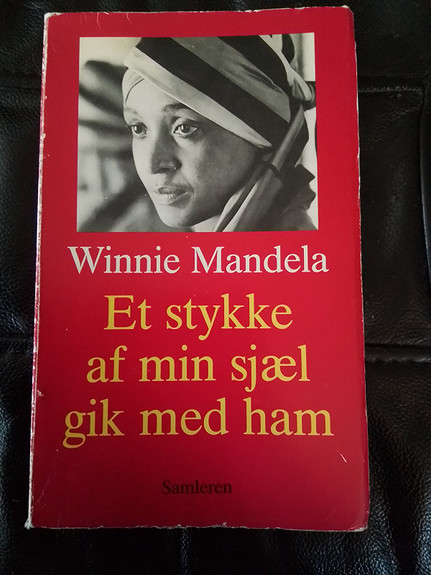 Winnie Mandela
Et stykke
af min sjæl
gik med ham
Samleren